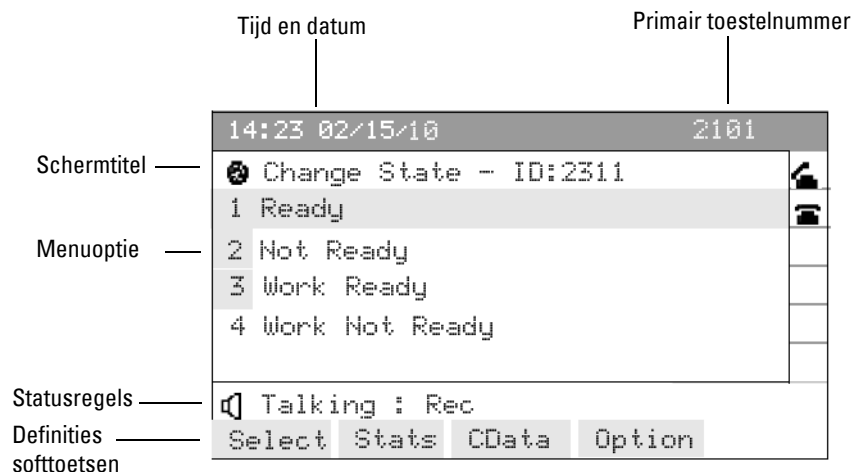 Tijd en datum
Primair toestelnummer
14:23 02/15/10 2101
Schermtitel
Change State - ID:2311
1 Ready
Menuoptie
2 Not Ready
3 Work Ready
4 Work Not Ready
Statusregels
Talking : Rec
Definities
softtoetsen
Select Stats CData Option